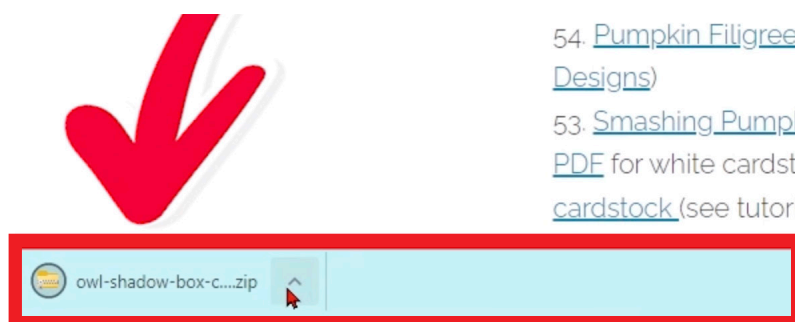 54. Pumpkin Filigree
Designs)
53. Smashing Pump
PDF for white cardst
cardstock (see tutor
owl-shadow-box-c....zip